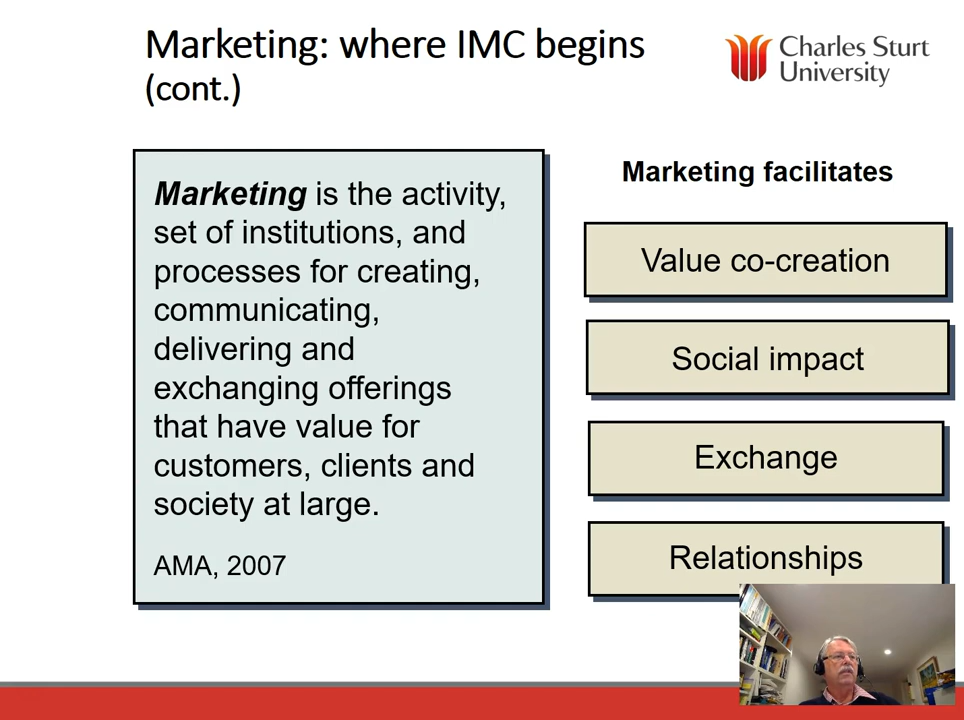 Marketing: where IMC begins
(cont.)
Charles Sturt
University
Marketing is the activity,
set of institutions, and
processes for creating,
communicating,
delivering and
exchanging offerings
that have value for
customers, clients and
society at large.
AMA, 2007
Marketing facilitates
Value co-creation
Social impact
Exchange
Relationships